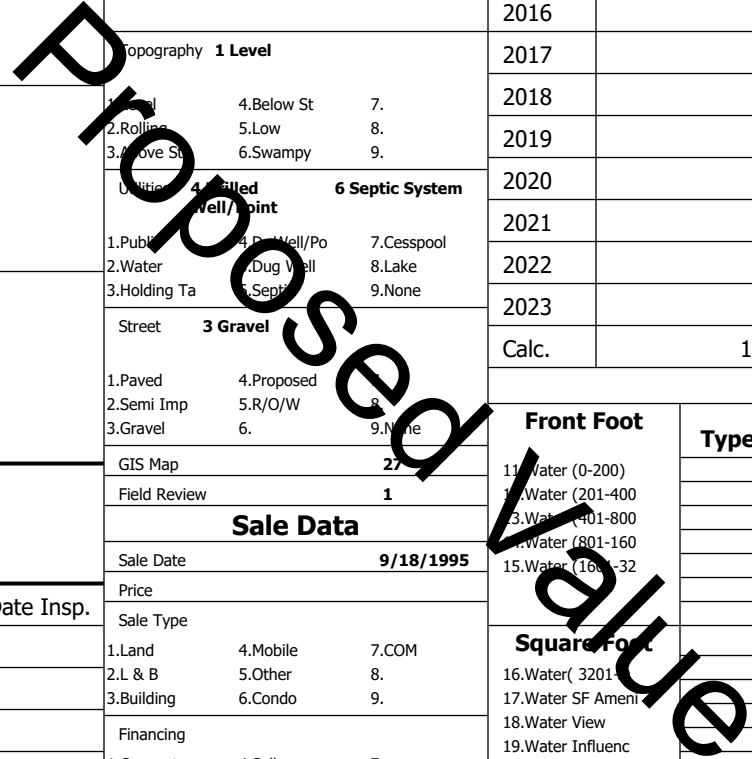 Topography 1 Level
1.Level 4.Below St 7.
2.Rolling 5.Low 8.
3.Above St 6.Swampy 9.
Utilities 4 Drilled Well/Point 6 Septic System
1.Public 4.Dr Well/Po 7.Cesspool
2.Water 5.Dug Well 8.Lake
3.Holding Ta 6.Septic 9.None
Street 3 Gravel
1.Paved 4.Proposed 7.
2.Semi Imp 5.R/O/W 8.
3.Gravel 6. 9.None
GIS Map 27
Field Review 1
Sale Data
Sale Date 9/18/1995
Price
Sale Type
1.Land 4.Mobile 7.COM
2.L & B 5.Other 8.
3.Building 6.Condo 9.
Financing
Date Insp.
2016
2017
2018
2019
2020
2021
2022
2023
Calc. 1
Front Foot
Type
11.Water (0-200)
12.Water (201-400
13.Water (401-800
14.Water (801-160
15.Water (1601-32
Square Foot
16.Water( 3201-
17.Water SF Ameni
18.Water View
19.Water Influenc
Proposed Value